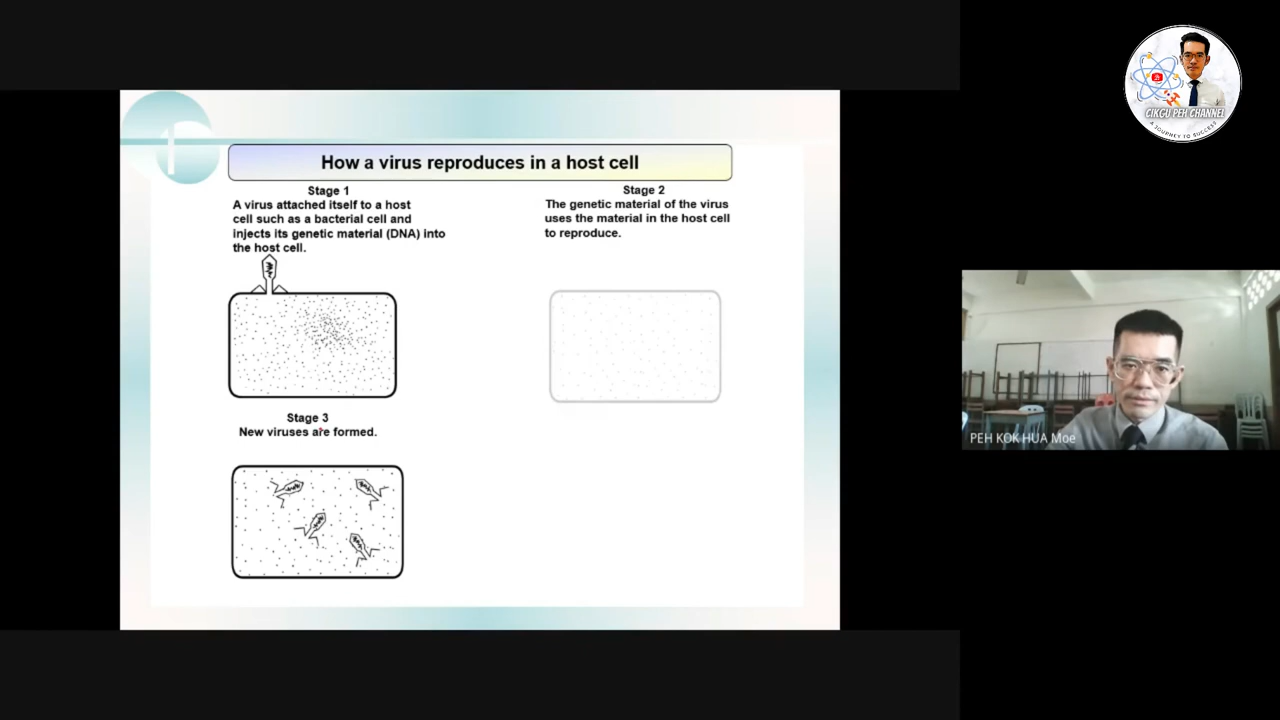 How a virus reproduces in a host cell
Stage 1
A virus attached itself to a host
cell such as a bacterial cell and
injects its genetic material (DNA) into
the host cell.
Stage 2
The genetic material of the virus
uses the material in the host cell
to reproduce.
Stage 3
New viruses are formed.
CIKGU PEH CHANNEL
A JOURNEY TO SUCCESS
PEH KOK HUA Moe